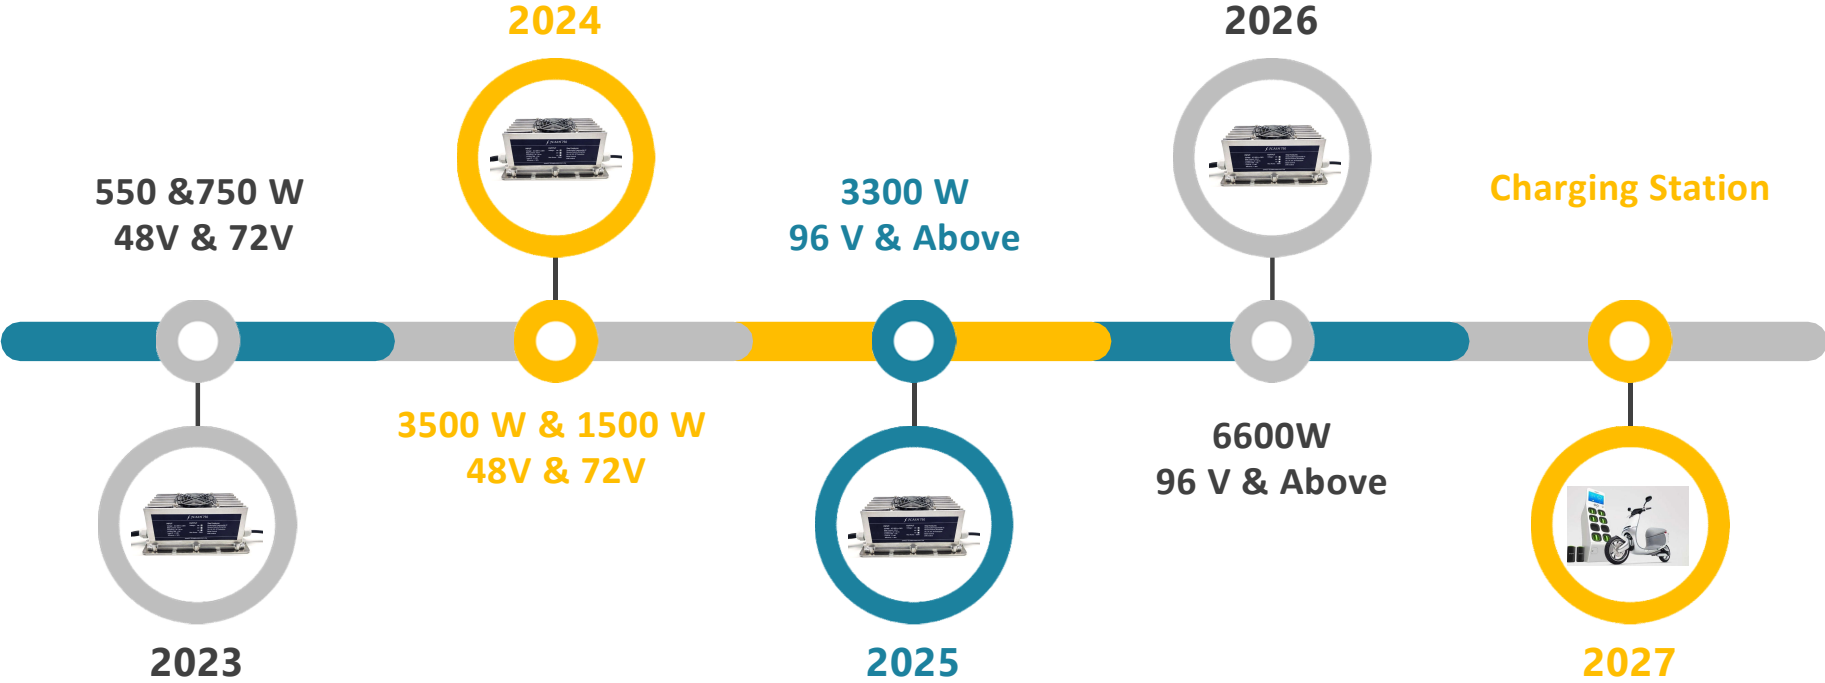 2023
550 &750 W
48V & 72V
2024
3500 W & 1500 W
48V & 72V
2025
3300 W
96 V & Above
2026
6600W
96 V & Above
2027
Charging Station